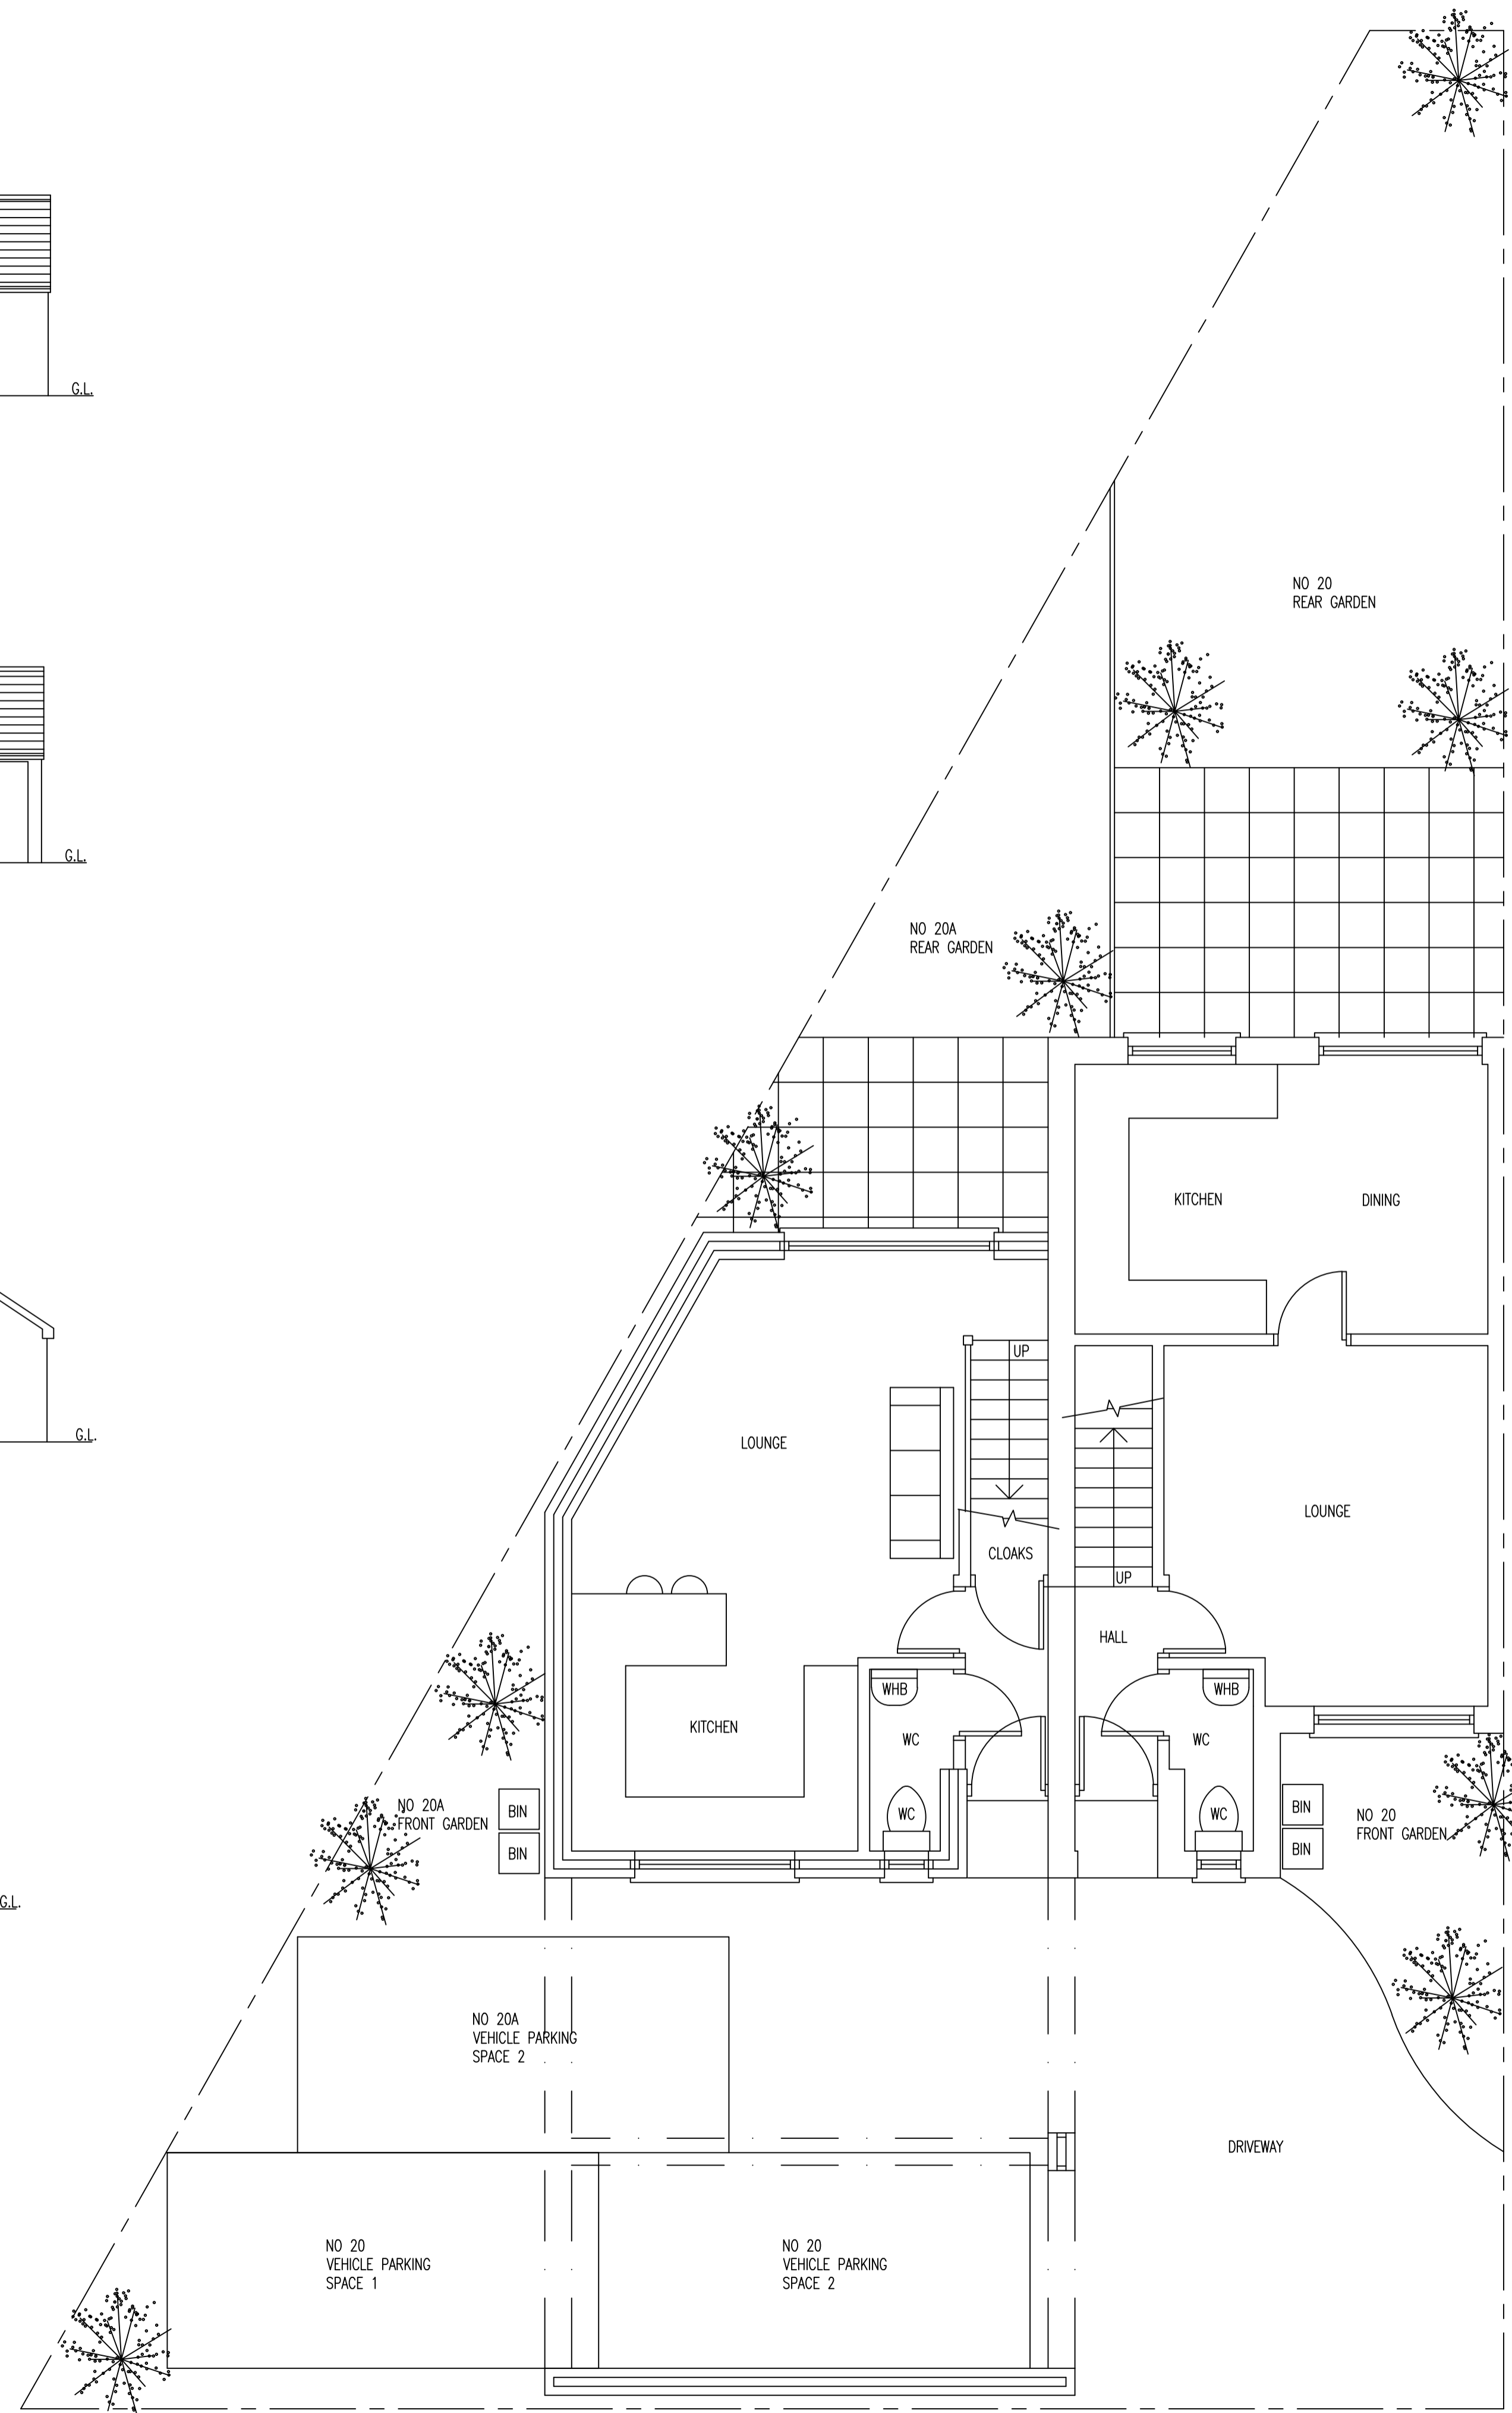 G.L.
NO 20
REAR GARDEN
G.L.
NO 20A
REAR GARDEN
KITCHEN
DINING
UP
G.L.
LOUNGE
LOUNGE
CLOAKS
UP
HALL
WHB
WHB
KITCHEN
WC
WC
NO 20A
FRONT GARDEN
BIN
BIN
WC
WC
BIN
BIN
NO 20
FRONT GARDEN
G.L.
NO 20A
VEHICLE PARKING
SPACE 2
DRIVEWAY
NO 20
VEHICLE PARKING
SPACE 1
NO 20
VEHICLE PARKING
SPACE 2